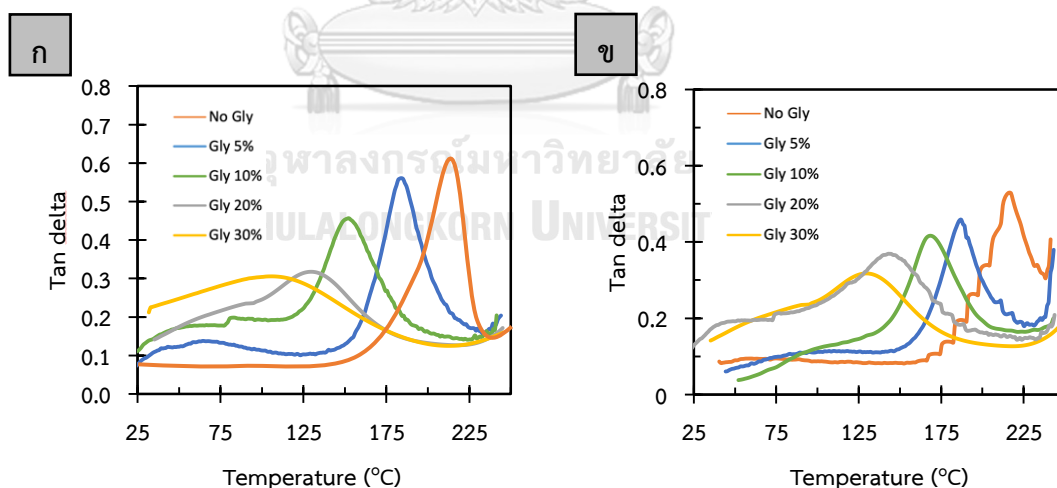 ก
0.8
0.7
0.6
0.5
0.4
0.3
0.2
0.1
0.0
Tan delta
No Gly
Gly 5%
Gly 10%
Gly 20%
Gly 30%
25
75
125
175
225
Temperature (°C)
ข
0.8
0.6
0.4
0.2
0
Tan delta
No Gly
Gly 5%
Gly 10%
Gly 20%
Gly 30%
25
75
125
175
225
Temperature (°C)
จุฬาลงกรณ์มหาวิทยาลัย
HULALONGKORN UNIVERSIT